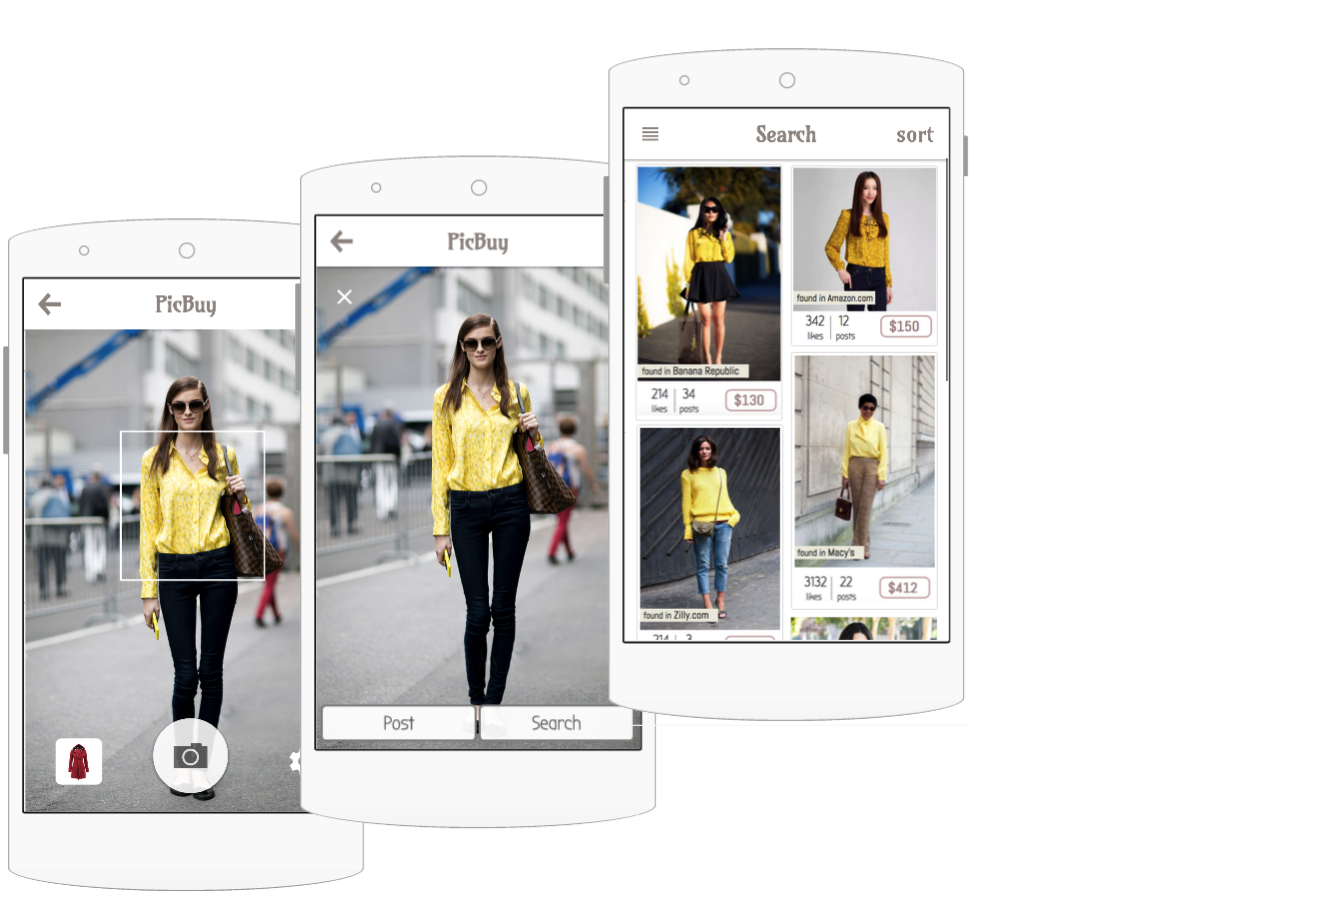 PicBuy
PicBuy
Post
Search
Search
sort
found in Banana Republic
214
likes
34
posts
$130
found in Amazon.com
342
likes
12
posts
$150
found in Zilly.com
214
3
found in Macy's
3132
likes
22
posts
$412